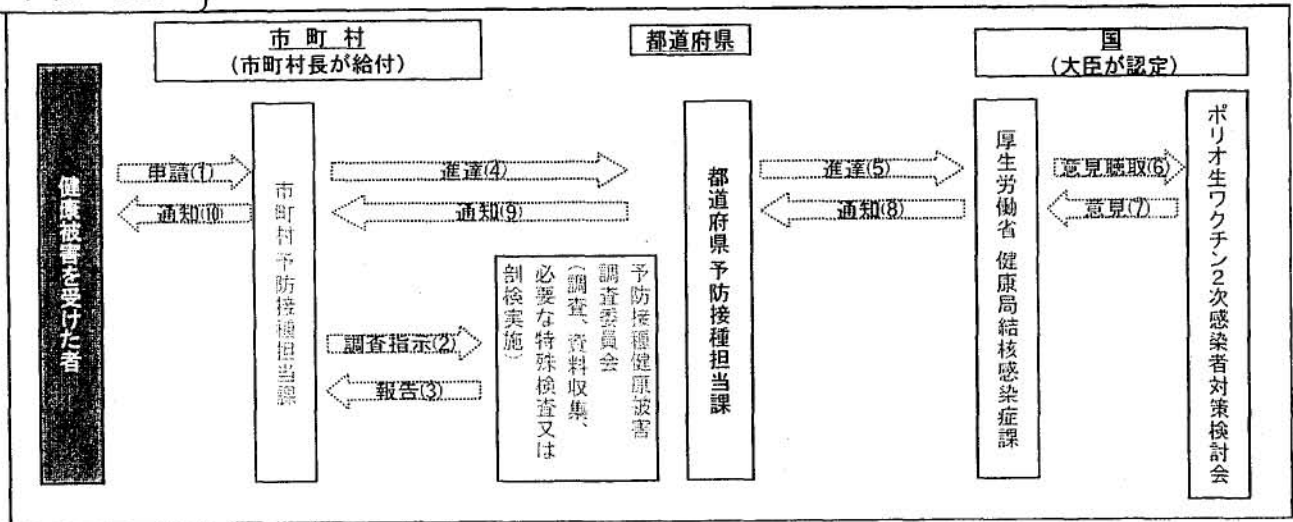 市町村
(市町村長が給付)
都道府県
国
(大臣が認定)
健康被害を受けた者
申請(1)
通知(10)
市町村予防接種担当課
進達(4)
通知(9)
調査指示(2)
報告(3)
予防接種健康被害
調査委員会
(調査、資料収集、
必要な特殊検査又は
剖検実施)
都道府県予防接種担当課
進達(5)
通知(8)
厚生労働省 健康局結核感染症課
意見聴取(6)
意見(7)
ポリオ生ワクチン2次感染者対策検討会